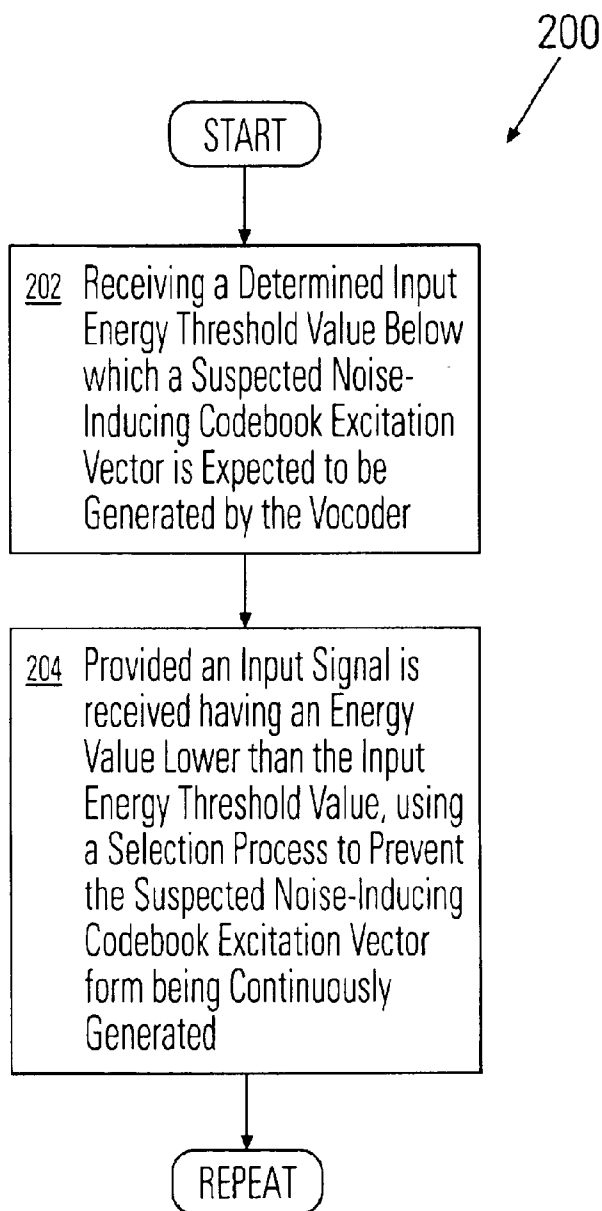 200
START
202 Receiving a Determined Input
Energy Threshold Value Below
which a Suspected Noise-
Inducing Codebook Excitation
Vector is Expected to be
Generated by the Vocoder
204 Provided an Input Signal is
received having an Energy
Value Lower than the Input
Energy Threshold Value, using
a Selection Process to Prevent
the Suspected Noise-Inducing
Codebook Excitation Vector
form being Continuously
Generated
REPEAT